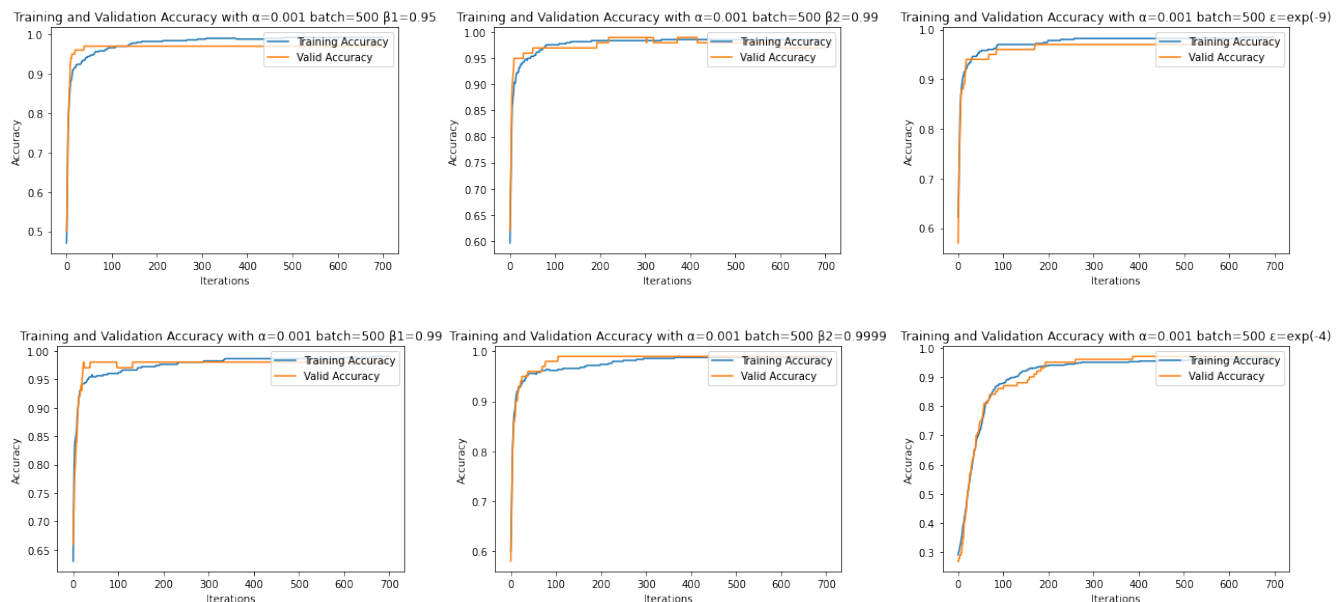 Training and Validation Accuracy with α=0.001 batch=500 β1=0.95
1.0
0.9
0.8
0.7
0.6
0.5
Accuracy
Training Accuracy
Valid Accuracy
0 100 200 300 400 500 600 700
Iterations
Training and Validation Accuracy with α=0.001 batch=500 β2=0.99
1.00
0.95
0.90
0.85
0.80
0.75
0.70
0.65
0.60
Accuracy
Training Accuracy
Valid Accuracy
0 100 200 300 400 500 600 700
Iterations
Training and Validation Accuracy with α=0.001 batch=500 ε=exp(-9)
1.0
0.9
0.8
0.7
0.6
Accuracy
Training Accuracy
Valid Accuracy
0 100 200 300 400 500 600 700
Iterations
Training and Validation Accuracy with α=0.001 batch=500 β1=0.99
1.00
0.95
0.90
0.85
0.80
0.75
0.70
0.65
Accuracy
Training Accuracy
Valid Accuracy
0 100 200 300 400 500 600 700
Iterations
Training and Validation Accuracy with α=0.001 batch=500 β2=0.9999
1.0
0.9
0.8
0.7
0.6
Accuracy
Training Accuracy
Valid Accuracy
0 100 200 300 400 500 600 700
Iterations
Training and Validation Accuracy with α=0.001 batch=500 ε=exp(-4)
1.0
0.9
0.8
0.7
0.6
0.5
0.4
0.3
Accuracy
Training Accuracy
Valid Accuracy
0 100 200 300 400 500 600 700
Iterations